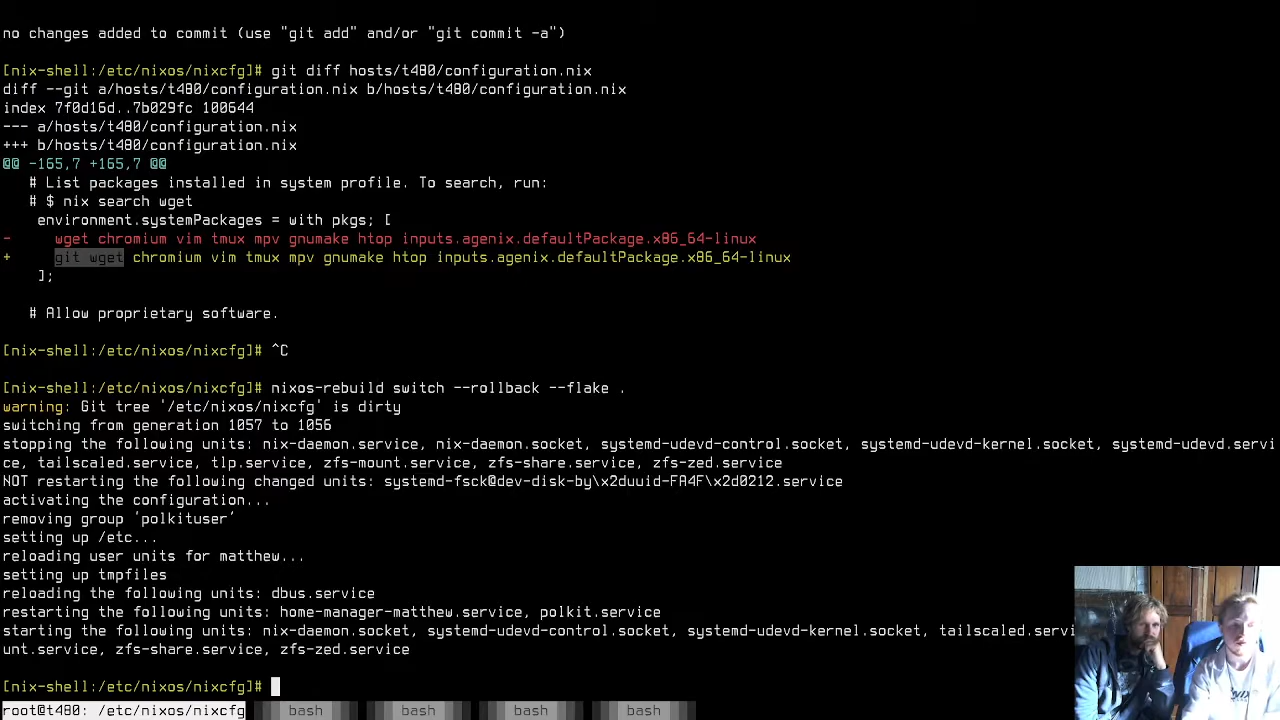 no changes added to commit (use "git add" and/or "git commit -a")
[nix-shell:/etc/nixos/nixcfg]# git diff hosts/t480/configuration.nix
diff --git a/hosts/t480/configuration.nix b/hosts/t480/configuration.nix
index 7f0d16d..7b029fc 100644
--- a/hosts/t480/configuration.nix
+++ b/hosts/t480/configuration.nix
@@ -165,7 +165,7 @@
# List packages installed in system profile. To search, run:
# $ nix search wget
environment.systemPackages = with pkgs; [
- wget chromium vim tmux mpv gnumake htop inputs.agenix.defaultPackage.x86_64-linux
+ git wget chromium vim tmux mpv gnumake htop inputs.agenix.defaultPackage.x86_64-linux
];
# Allow proprietary software.
[nix-shell:/etc/nixos/nixcfg]# ^C
[nix-shell:/etc/nixos/nixcfg]# nixos-rebuild switch --rollback --flake .
warning: Git tree '/etc/nixos/nixcfg' is dirty
switching from generation 1057 to 1056
stopping the following units: nix-daemon.service, nix-daemon.socket, systemd-udevd-control.socket, systemd-udevd-kernel.socket, systemd-udevd.servi
ce, tailscaled.service, tlp.service, zfs-mount.service, zfs-share.service, zfs-zed.service
NOT restarting the following changed units: systemd-fsck@dev-disk-by\x2duuid-FA4F\x2d0212.service
activating the configuration...
removing group 'polkituser'
setting up /etc...
reloading user units for matthew...
setting up tmpfiles
reloading the following units: dbus.service
restarting the following units: home-manager-matthew.service, polkit.service
starting the following units: nix-daemon.socket, systemd-udevd-control.socket, systemd-udevd-kernel.socket, tailscaled.servi
unt.service, zfs-share.service, zfs-zed.service
[nix-shell:/etc/nixos/nixcfg]#
root@t480: /etc/nixos/nixcfg bash bash bash bash